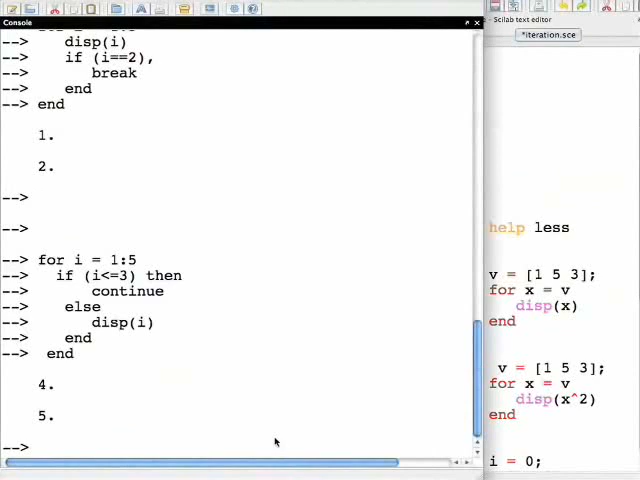 Console
--> disp(i)
--> if (i==2),
--> break
--> end
--> end
1.
2.
-->
-->
for i = 1:5
--> if (i<=3) then
--> continue
--> else
--> disp(i)
--> end
--> end
4.
5.
-->
- Scilab text editor
*iteration.sce
help less
v = [1 5 3];
for x = v
disp(x)
end
v = [1 5 3];
for x = v
disp(x^2)
end
i = 0;